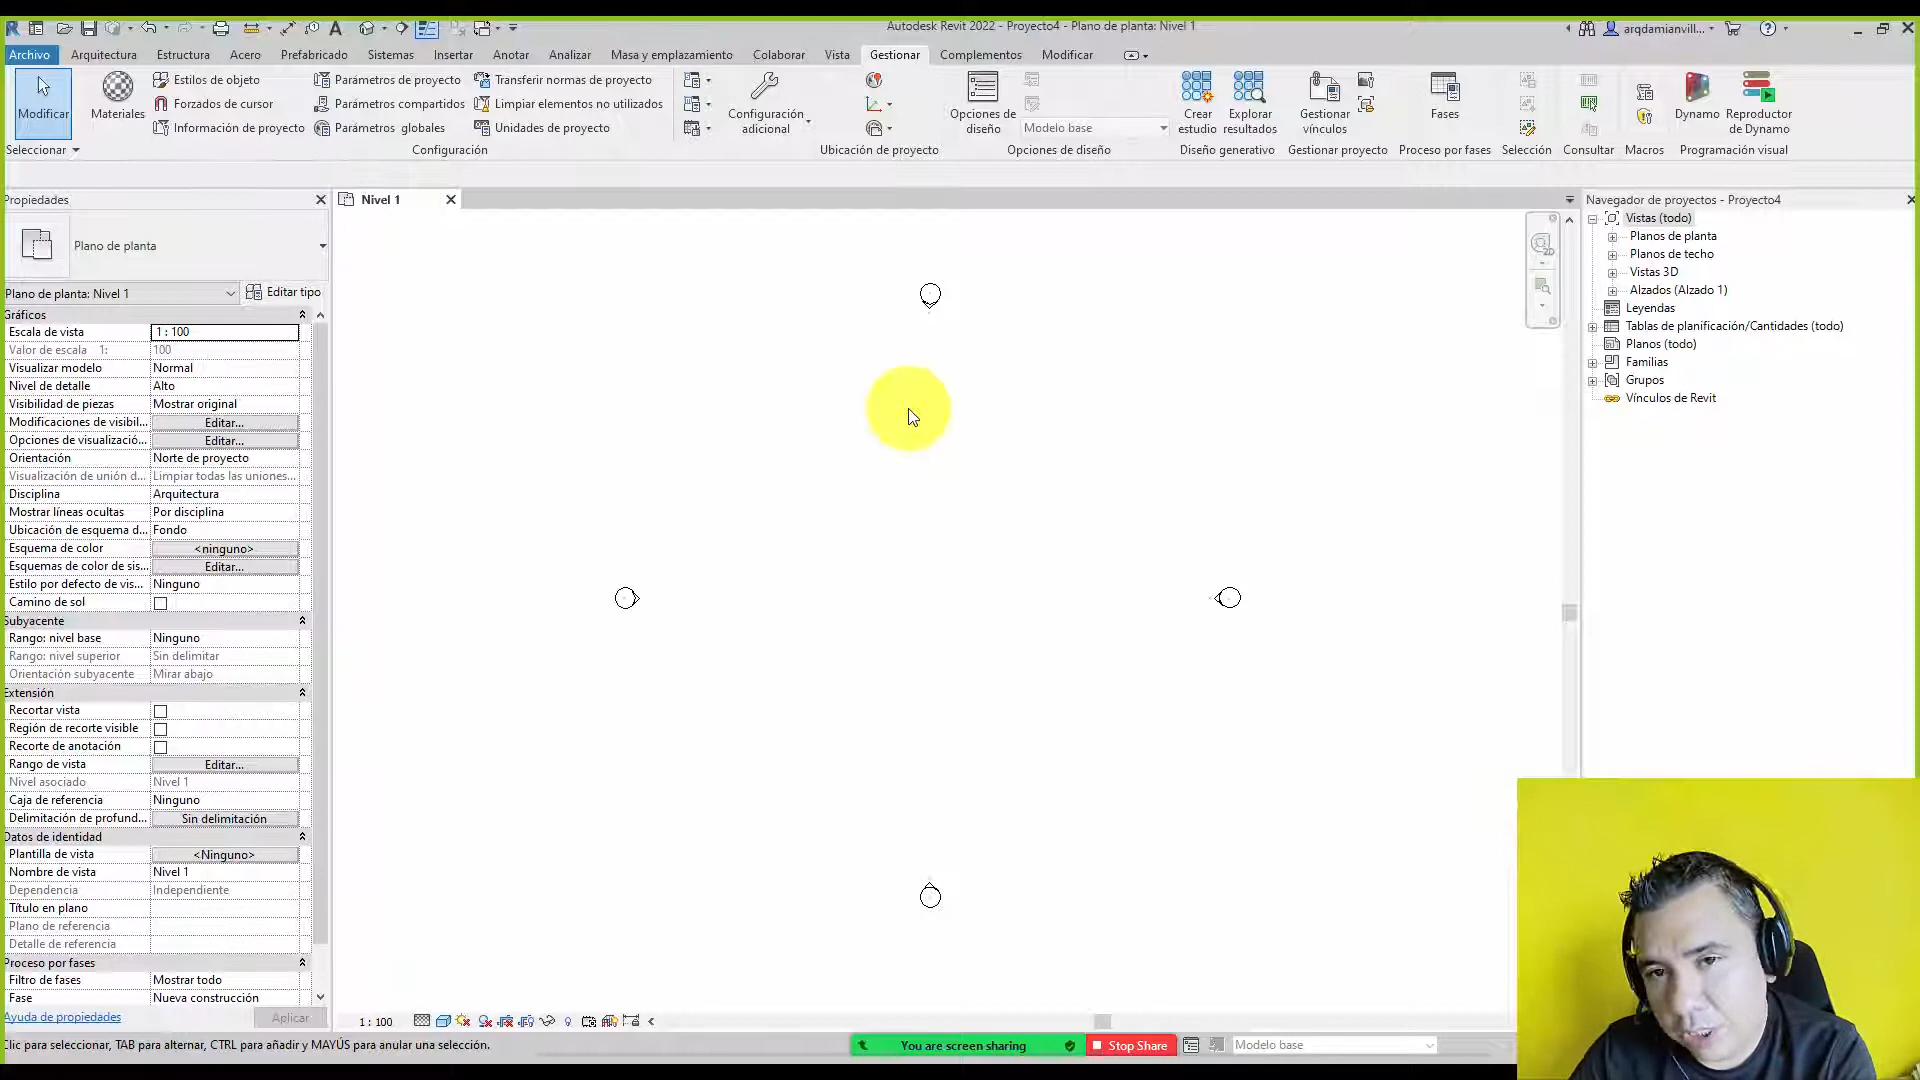 Autodesk Revit 2022 - Proyecto4 - Plano de planta: Nivel 1
arqdamianvill...
Archivo Arquitectura Estructura Acero Prefabricado Sistemas Insertar Anotar Analizar Masa y emplazamiento Colaborar Vista Gestionar Complementos Modificar
Modificar
Materiales
Estilos de objeto
Forzados de cursor
Información de proyecto
Parámetros de proyecto
Parámetros compartidos
Parámetros globales
Transferir normas de proyecto
Limpiar elementos no utilizados
Unidades de proyecto
Configuración
adicional
Opciones de
diseño
Modelo base
Crear
estudio
Explorar
resultados
Gestionar
vínculos
Fases
Dynamo
Reproductor
de Dynamo
Seleccionar Configuración Ubicación de proyecto Opciones de diseño Diseño generativo Gestionar proyecto Proceso por fases Selección Consultar Macros Programación visual
Propiedades
Plano de planta
Plano de planta: Nivel 1 Editar tipo
Gráficos
Escala de vista 1 : 100
Valor de escala 1: 100
Visualizar modelo Normal
Nivel de detalle Alto
Visibilidad de piezas Mostrar original
Modificaciones de visibil... Editar...
Opciones de visualizació... Editar...
Orientación Norte de proyecto
Visualización de unión d... Limpiar todas las uniones...
Disciplina Arquitectura
Mostrar líneas ocultas Por disciplina
Ubicación de esquema d... Fondo
Esquema de color <ninguno>
Esquemas de color de sis... Editar...
Estilo por defecto de vis... Ninguno
Camino de sol
Subyacente
Rango: nivel base Ninguno
Rango: nivel superior Sin delimitar
Orientación subyacente Mirar abajo
Extensión
Recortar vista
Región de recorte visible
Recorte de anotación
Rango de vista Editar...
Nivel asociado Nivel 1
Caja de referencia Ninguno
Delimitación de profund... Sin delimitación
Datos de identidad
Plantilla de vista <Ninguno>
Nombre de vista Nivel 1
Dependencia Independiente
Título en plano
Plano de referencia
Detalle de referencia
Proceso por fases
Filtro de fases Mostrar todo
Fase Nueva construcción
Ayuda de propiedades Aplicar
Nivel 1
2D
Navegador de proyectos - Proyecto4
Vistas (todo)
Planos de planta
Planos de techo
Vistas 3D
Alzados (Alzado 1)
Leyendas
Tablas de planificación/Cantidades (todo)
Planos (todo)
Familias
Grupos
Vínculos de Revit
1 : 100
Clic para seleccionar, TAB para alternar, CTRL para añadir y MAYÚS para anular una selección.
You are screen sharing
Stop Share
Modelo base